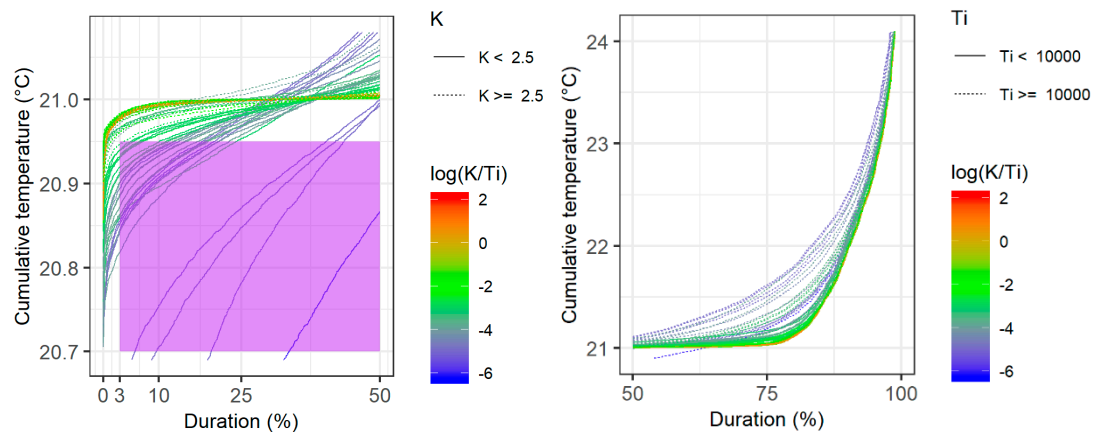 21.0
20.9
20.8
20.7
Cumulative temperature (°C)
0 3 10 25 50
Duration (%)
K
K < 2.5
K >= 2.5
log(K/Ti)
2
0
-2
-4
-6
24
23
22
21
Cumulative temperature (°C)
50 75 100
Duration (%)
Ti
Ti < 10000
Ti >= 10000
log(K/Ti)
2
0
-2
-4
-6